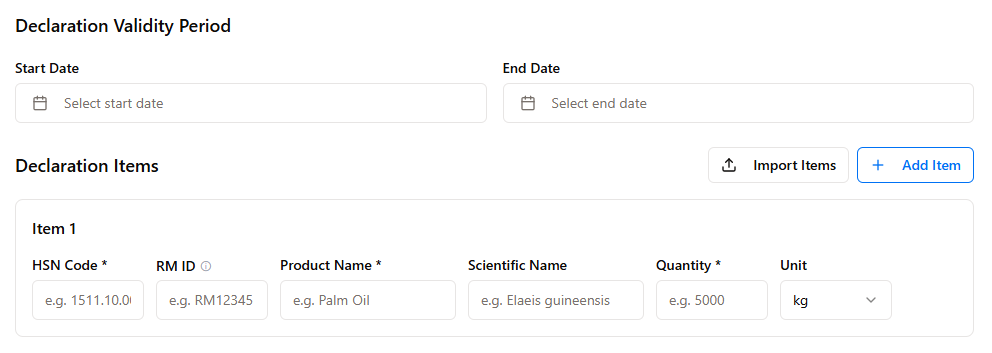 Declaration Validity Period
Start Date
End Date
Select start date
Select end date
Declaration Items
Import Items
Add Item
Item 1
HSN Code *
RM ID
Product Name *
Scientific Name
Quantity *
Unit
e.g. 1511.10.0
e.g. RM12345
e.g. Palm Oil
e.g. Elaeis guineensis
e.g. 5000
kg